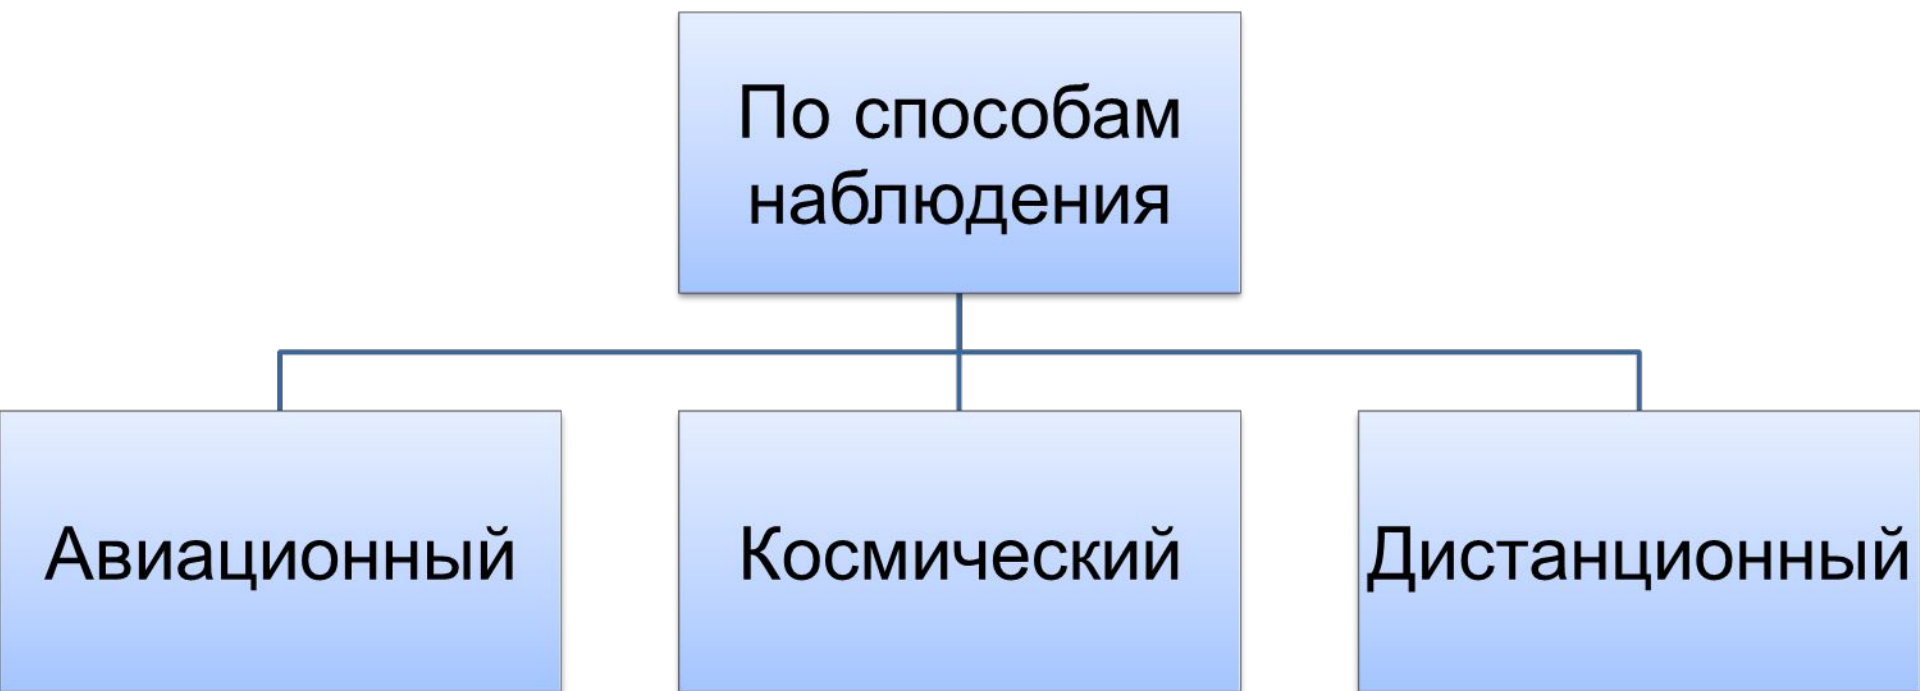 По способам
наблюдения
Авиационный
Космический
Дистанционный